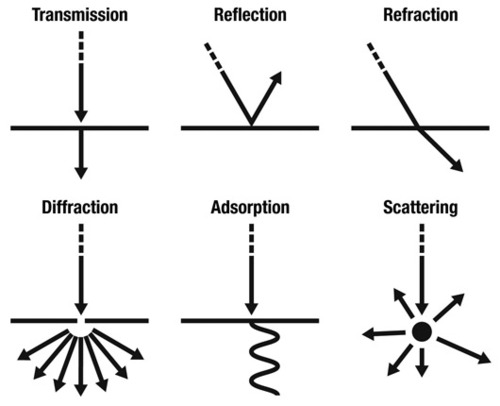 Transmission
Reflection
Refraction
Diffraction
Adsorption
Scattering